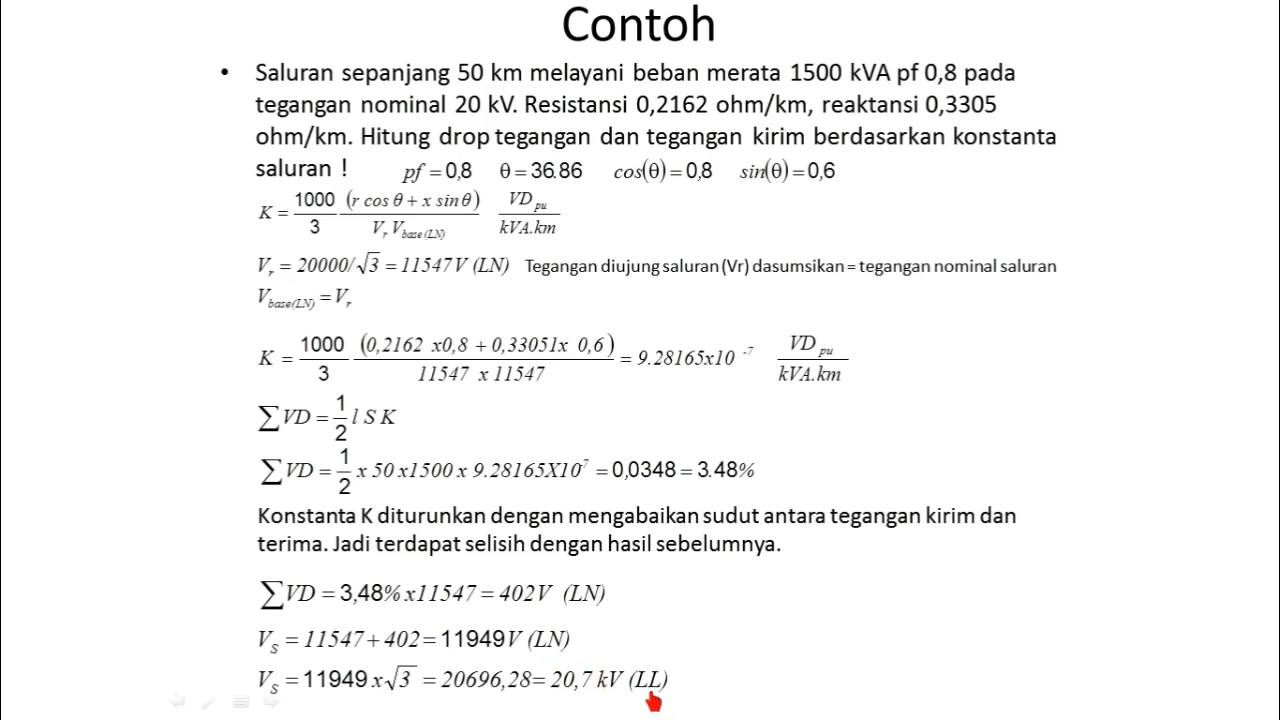 Contoh
• Saluran sepanjang 50 km melayani beban merata 1500 kVA pf 0,8 pada
tegangan nominal 20 kV. Resistansi 0,2162 ohm/km, reaktansi 0,3305
ohm/km. Hitung drop tegangan dan tegangan kirim berdasarkan konstanta
saluran ! pf = 0,8 θ = 36.86 cos(θ) = 0,8 sin(θ) = 0,6
K = 1000/3 (r cos θ + x sin θ)/(V_r V_base(LN)) VD_pu/kVA.km
V_r = 20000/√3 = 11547 V (LN) Tegangan diujung saluran (Vr) dasumsikan = tegangan nominal saluran
V_base(LN) = V_r
K = 1000/3 (0,2162 x0,8 + 0,33051x 0,6)/(11547 x 11547) = 9.28165x10^-7 VD_pu/kVA.km
∑VD = 1/2 l S K
∑VD = 1/2 x 50 x1500 x 9.28165X10^7 = 0,0348 = 3.48%
Konstanta K diturunkan dengan mengabaikan sudut antara tegangan kirim dan
terima. Jadi terdapat selisih dengan hasil sebelumnya.
∑VD = 3,48% x11547 = 402 V (LN)
V_S = 11547 + 402 = 11949 V (LN)
V_S = 11949 x√3 = 20696,28= 20,7 kV (LL)